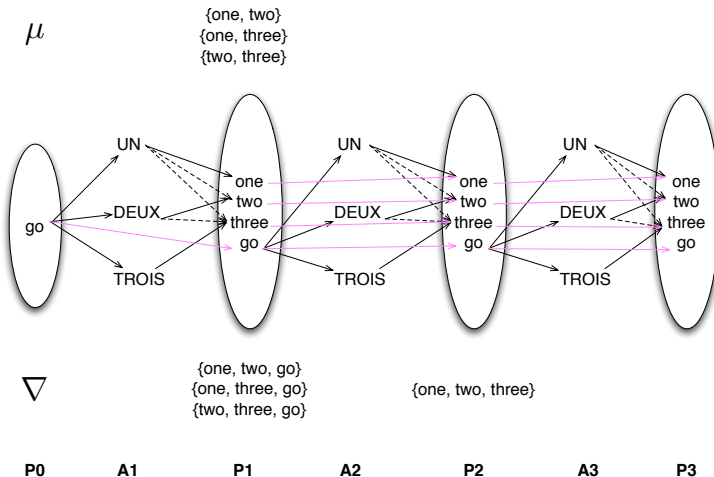 μ
{one, two}
{one, three}
{two, three}
go
UN
DEUX
TROIS
one
two
three
go
UN
DEUX
TROIS
one
two
three
go
UN
DEUX
TROIS
one
two
three
go
∇
{one, two, go}
{one, three, go}
{two, three, go}
{one, two, three}
P0 A1 P1 A2 P2 A3 P3